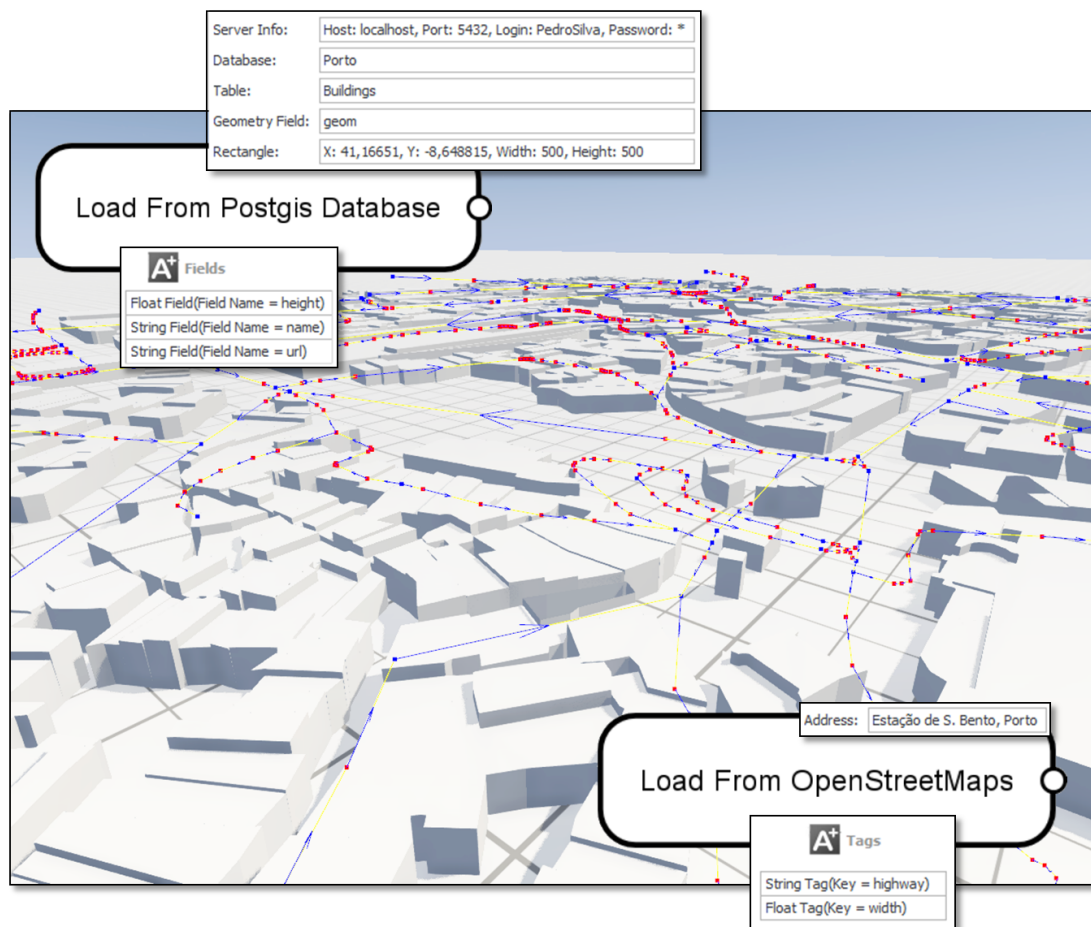 Server Info: Host: localhost, Port: 5432, Login: PedroSilva, Password: *
Database: Porto
Table: Buildings
Geometry Field: geom
Rectangle: X: 41,16651, Y: -8,648815, Width: 500, Height: 500
Load From Postgis Database
A+ Fields
Float Field(Field Name = height)
String Field(Field Name = name)
String Field(Field Name = url)
Address: Estação de S. Bento, Porto
Load From OpenStreetMaps
A+ Tags
String Tag(Key = highway)
Float Tag(Key = width)